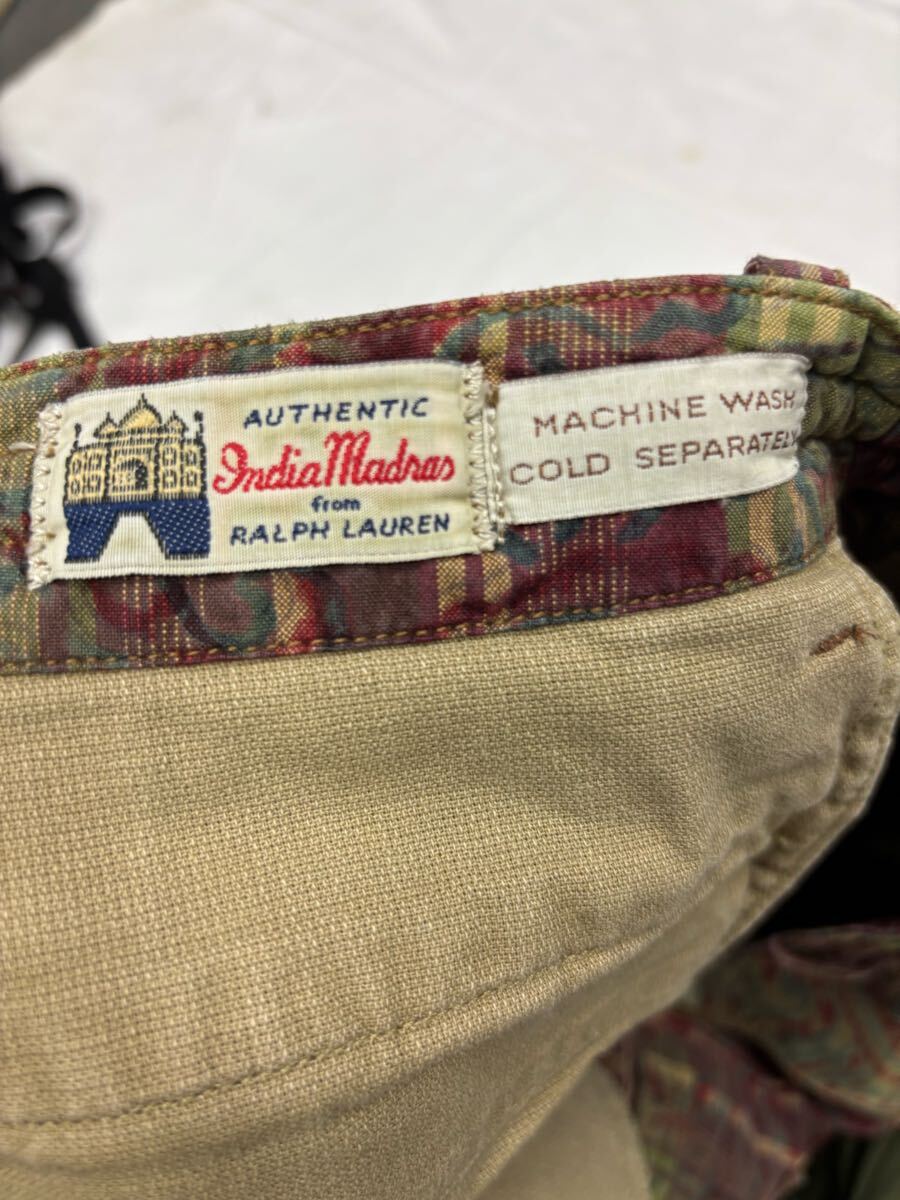 AUTHENTIC
India Madras
from
RALPH LAUREN
MACHINE WASH
COLD SEPARATELY